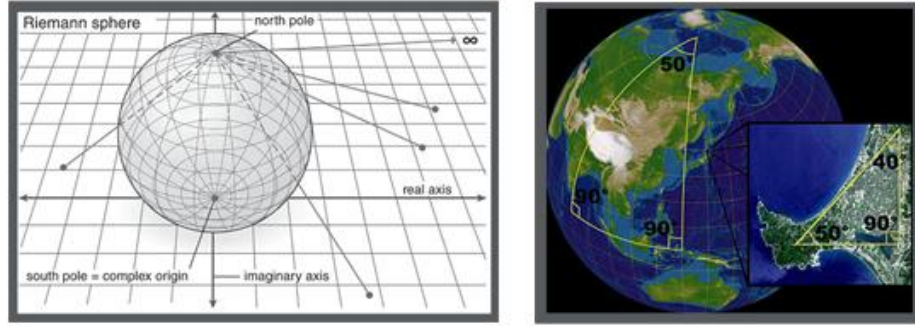 Riemann sphere
north pole
∞
real axis
south pole = complex origin
imaginary axis
50°
90°
90°
40°
50°
90°